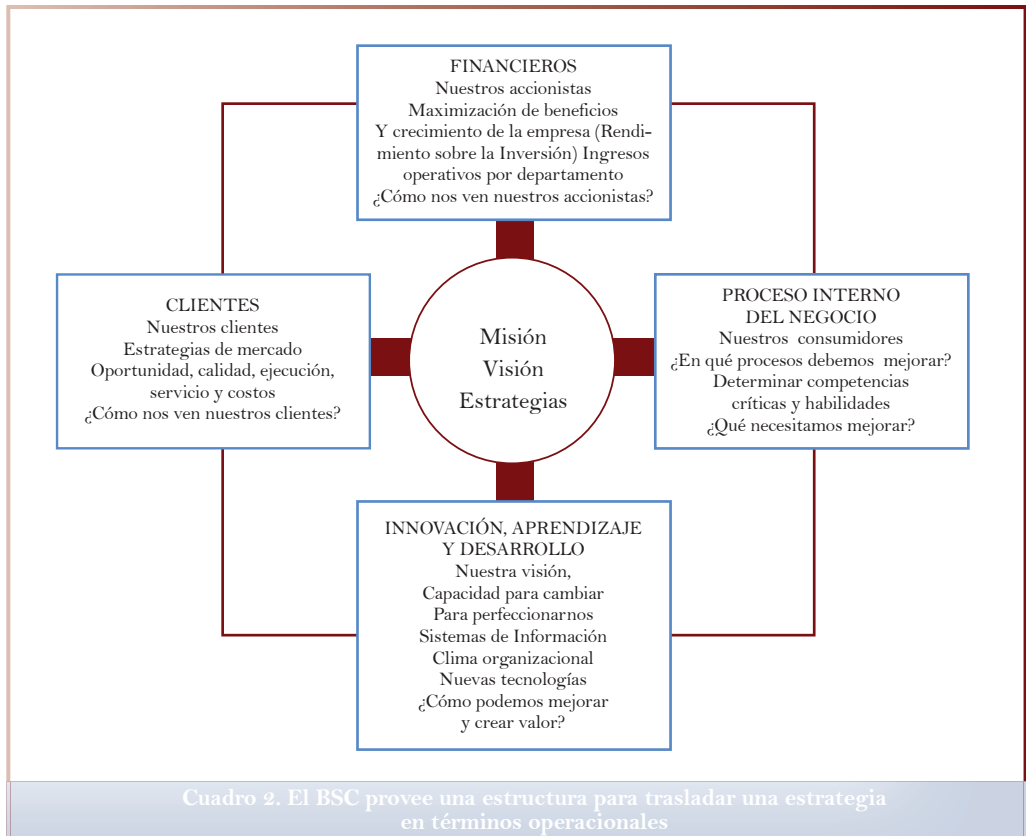 FINANCIEROS
Nuestros accionistas
Maximización de beneficios
Y crecimiento de la empresa (Rendi-
miento sobre la Inversión) Ingresos
operativos por departamento
¿Cómo nos ven nuestros accionistas?
CLIENTES
Nuestros clientes
Estrategias de mercado
Oportunidad, calidad, ejecución,
servicio y costos
¿Cómo nos ven nuestros clientes?
Misión
Visión
Estrategias
PROCESO INTERNO
DEL NEGOCIO
Nuestros consumidores
¿En qué procesos debemos mejorar?
Determinar competencias
críticas y habilidades
¿Qué necesitamos mejorar?
INNOVACIÓN, APRENDIZAJE
Y DESARROLLO
Nuestra visión,
Capacidad para cambiar
Para perfeccionarnos
Sistemas de Información
Clima organizacional
Nuevas tecnologías
¿Cómo podemos mejorar
y crear valor?
Cuadro 2. El BSC provee una estructura para trasladar una estrategia
en términos operacionales